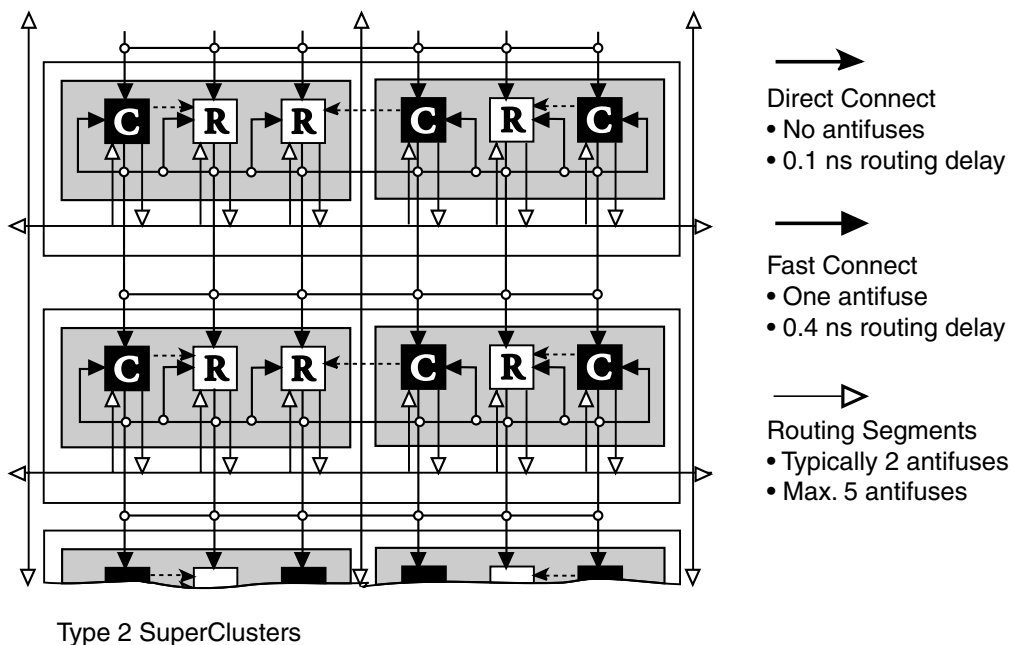 C R R C R C
Direct Connect
• No antifuses
• 0.1 ns routing delay
Fast Connect
• One antifuse
• 0.4 ns routing delay
C R R C R C
Routing Segments
• Typically 2 antifuses
• Max. 5 antifuses
Type 2 SuperClusters